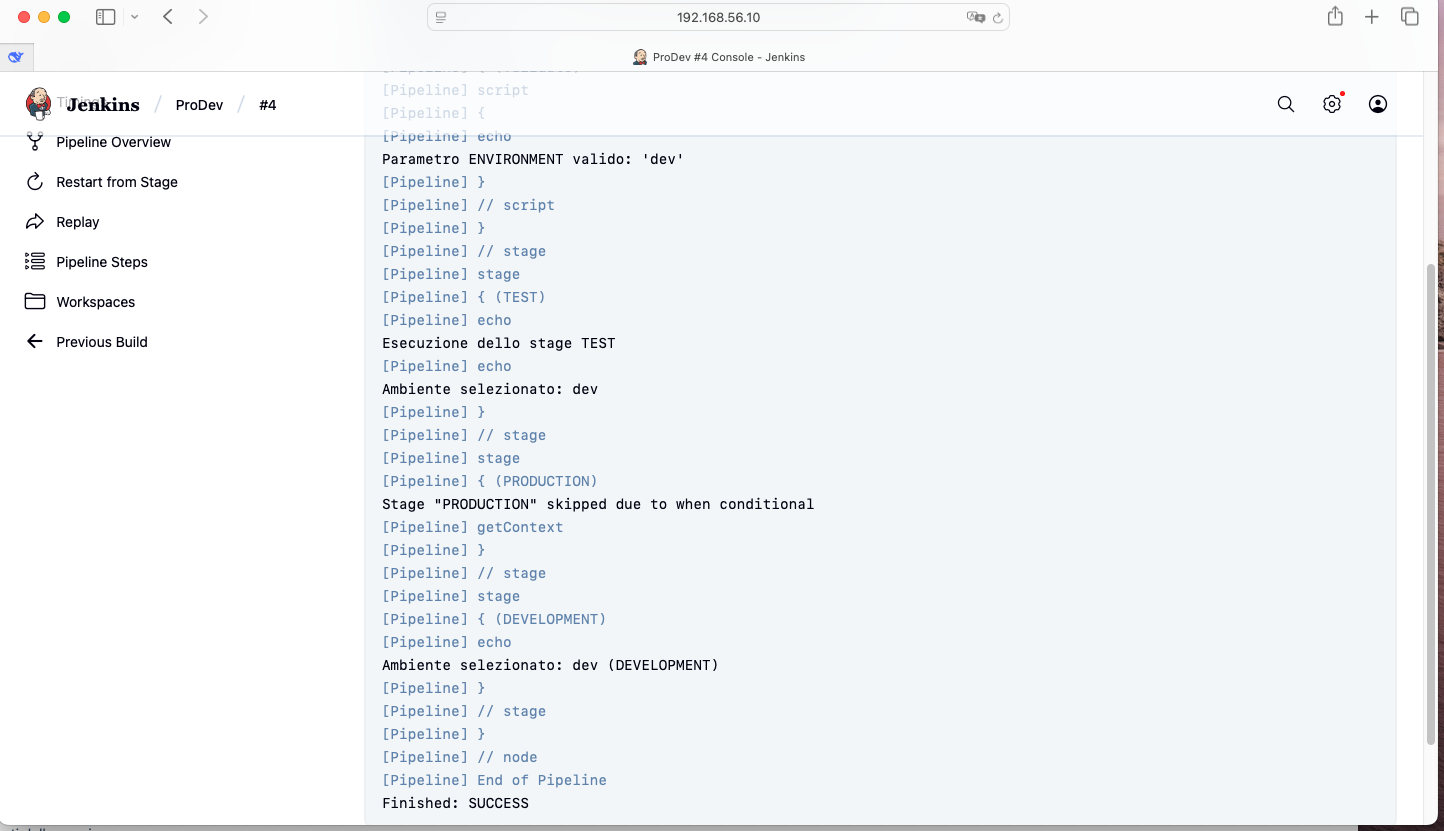 192.168.56.10
ProDev #4 Console - Jenkins
Jenkins / ProDev / #4
Pipeline Overview
Restart from Stage
Replay
Pipeline Steps
Workspaces
Previous Build
[Pipeline] script
[Pipeline] {
[Pipeline] echo
Parametro ENVIRONMENT valido: 'dev'
[Pipeline] }
[Pipeline] // script
[Pipeline] }
[Pipeline] // stage
[Pipeline] stage
[Pipeline] { (TEST)
[Pipeline] echo
Esecuzione dello stage TEST
[Pipeline] echo
Ambiente selezionato: dev
[Pipeline] }
[Pipeline] // stage
[Pipeline] stage
[Pipeline] { (PRODUCTION)
Stage "PRODUCTION" skipped due to when conditional
[Pipeline] getContext
[Pipeline] }
[Pipeline] // stage
[Pipeline] stage
[Pipeline] { (DEVELOPMENT)
[Pipeline] echo
Ambiente selezionato: dev (DEVELOPMENT)
[Pipeline] }
[Pipeline] // stage
[Pipeline] }
[Pipeline] // node
[Pipeline] End of Pipeline
Finished: SUCCESS